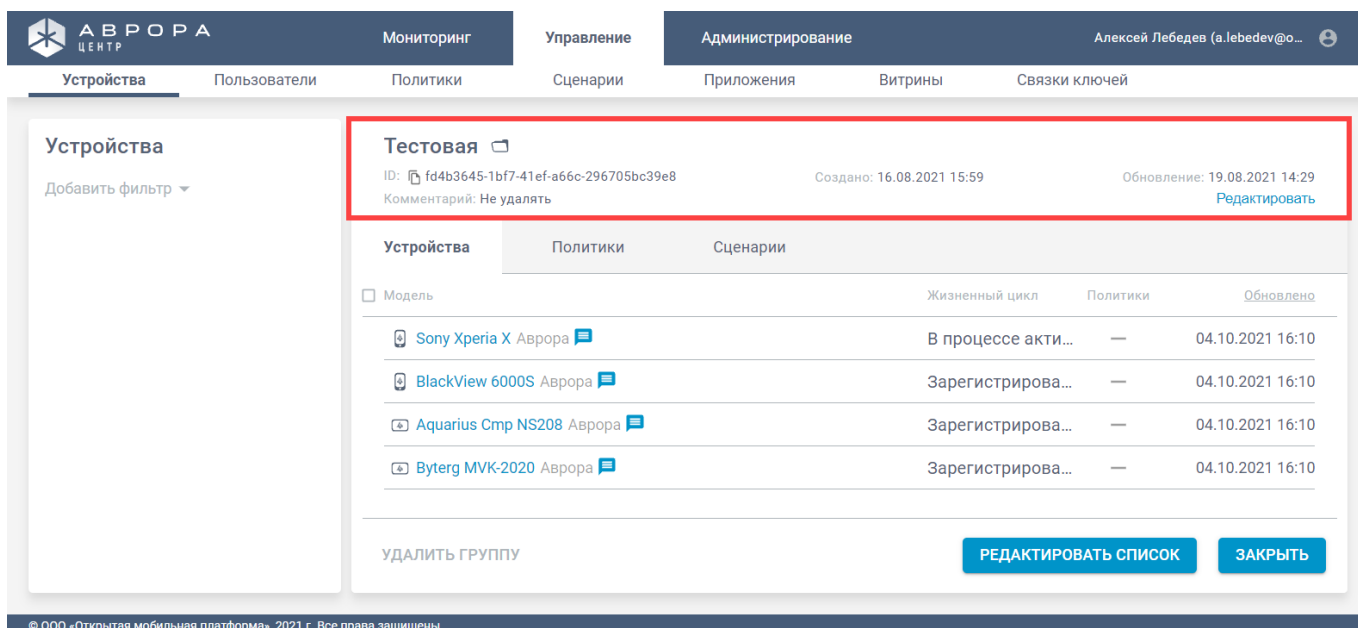 АВРОРА
ЦЕНТР
Мониторинг Управление Администрирование Алексей Лебедев (a.lebedev@o...
Устройства Пользователи Политики Сценарии Приложения Витрины Связки ключей
Устройства
Добавить фильтр
Тестовая
ID: fd4b3645-1bf7-41ef-a66c-296705bc39e8 Создано: 16.08.2021 15:59 Обновление: 19.08.2021 14:29
Комментарий: Не удалять Редактировать
Устройства Политики Сценарии
Модель Жизненный цикл Политики Обновлено
Sony Xperia X Аврора В процессе акти... — 04.10.2021 16:10
BlackView 6000S Аврора Зарегистрирова... — 04.10.2021 16:10
Aquarius Cmp NS208 Аврора Зарегистрирова... — 04.10.2021 16:10
Byterg MVK-2020 Аврора Зарегистрирова... — 04.10.2021 16:10
УДАЛИТЬ ГРУППУ РЕДАКТИРОВАТЬ СПИСОК ЗАКРЫТЬ
© ООО «Открытая мобильная платформа», 2021 г. Все права защищены